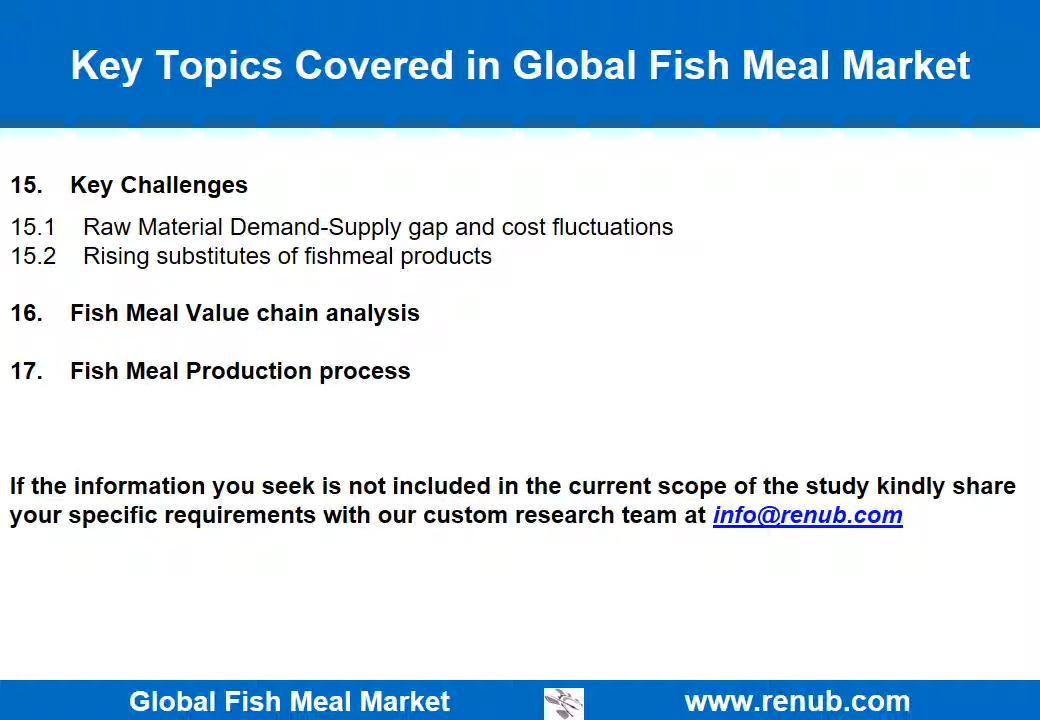 Key Topics Covered in Global Fish Meal Market
15. Key Challenges
15.1 Raw Material Demand-Supply gap and cost fluctuations
15.2 Rising substitutes of fishmeal products
16. Fish Meal Value chain analysis
17. Fish Meal Production process
If the information you seek is not included in the current scope of the study kindly share
your specific requirements with our custom research team at info@renub.com
Global Fish Meal Market
www.renub.com